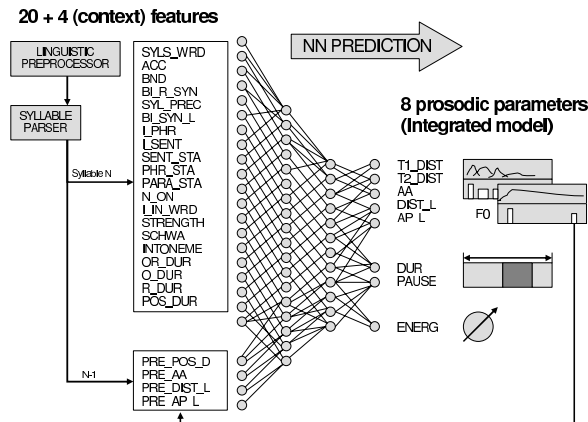 20 + 4 (context) features
LINGUISTIC
PREPROCESSOR
SYLLABLE
PARSER
Syllable N
N-1
SYLS_WRD
ACC
BND
BI_R_SYN
SYL_PREC
BI_SYN_L
I_PHR
I_SENT
SENT_STA
PHR_STA
PARA_STA
N_ON
I_IN_WRD
STRENGTH
SCHWA
INTONEME
OR_DUR
O_DUR
R_DUR
POS_DUR
PRE_POS_D
PRE_AA
PRE_DIST_L
PRE_AP_L
NN PREDICTION
8 prosodic parameters
(Integrated model)
T1_DIST
T2_DIST
AA
DIST_L
AP_L
F0
DUR
PAUSE
ENERG